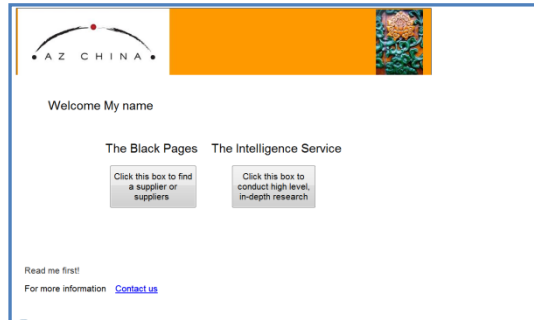 AZ CHINA
Welcome My name
The Black Pages The Intelligence Service
Click this box to find
a supplier or
suppliers
Click this box to
conduct high level,
in-depth research
Read me first!
For more information Contact us